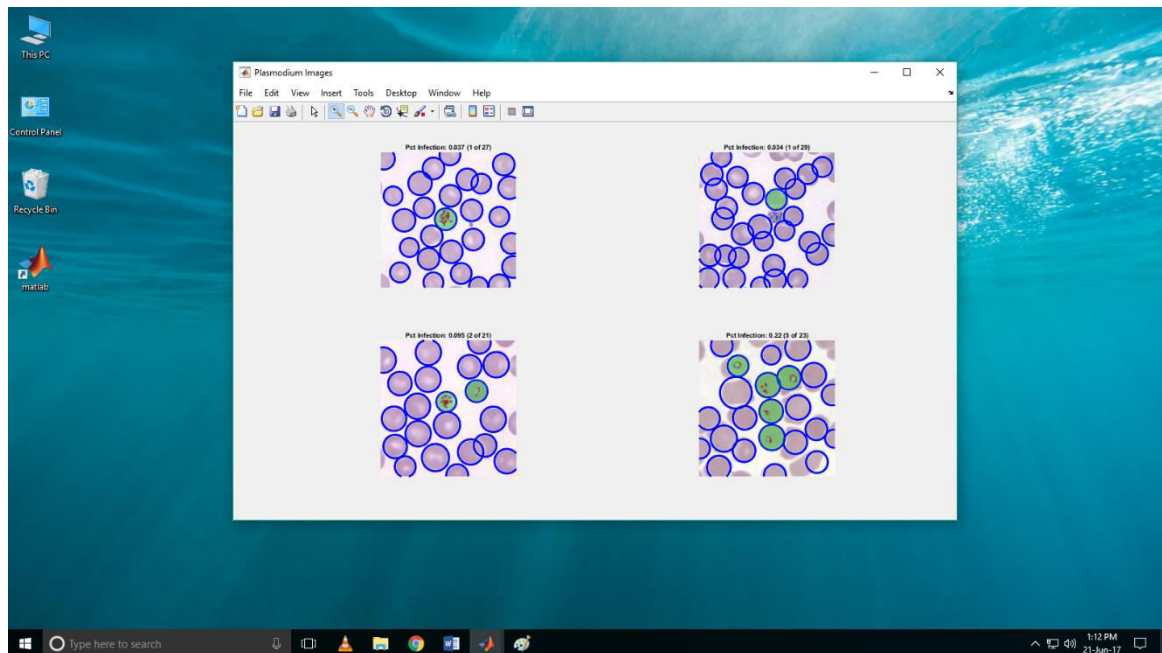 This PC
Control Panel
Recycle Bin
matlab
Plasmodium Images
File Edit View Insert Tools Desktop Window Help
Pct Infection: 0.037 (1 of 27)
Pct Infection: 0.034 (1 of 29)
Pct Infection: 0.095 (2 of 21)
Pct Infection: 0.22 (5 of 23)
Type here to search
1:12 PM
21-Jun-17